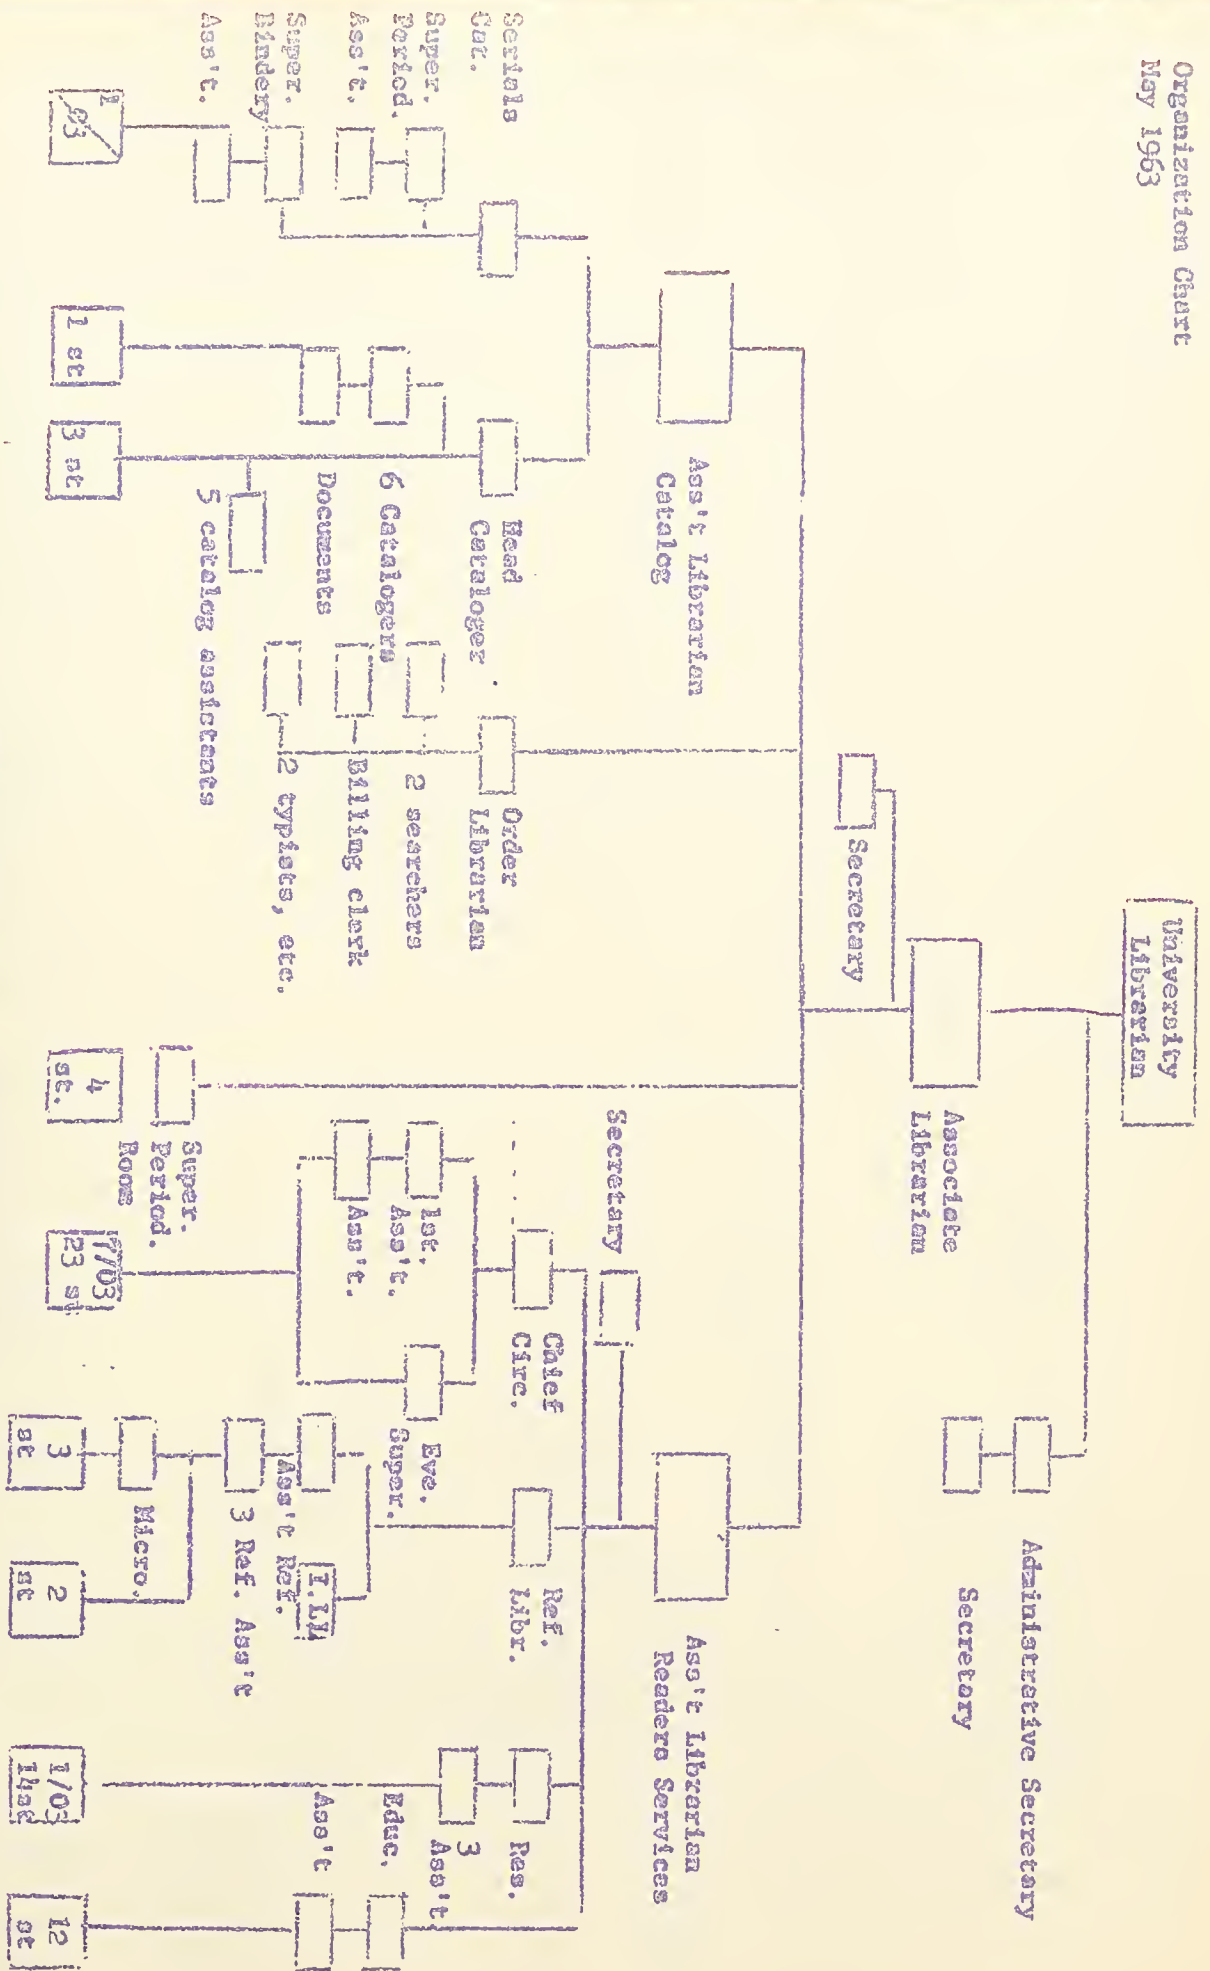 Organization Chart
May 1963
University
Librarian
Administrative Secretary
Secretary
Associate
Librarian
Secretary
Ass't Librarian
Catalog
Ass't Librarian
Readers Services
Secretary
Serials
Cat.
Head
Cataloger
Order
Librarian
Chief
Circ.
Ref.
Libr.
Res.
Super.
Period.
Ass't.
6 Catalogers
2 searchers
1st.
Ass't.
Eve.
Super.
3
Ass't
Educ.
Ass't.
Super.
Bindery
Ass't.
Documents
Billing clerk
2 typists, etc.
5 catalog assistants
Ass't Ref.
I.LL
3 Ref. Ass't
Ass't
Super.
Period.
Room
Micro.
1
03
1 st
3 st
4
st.
7/03
23 st
3
st
2
st
1/03
14st
12
st